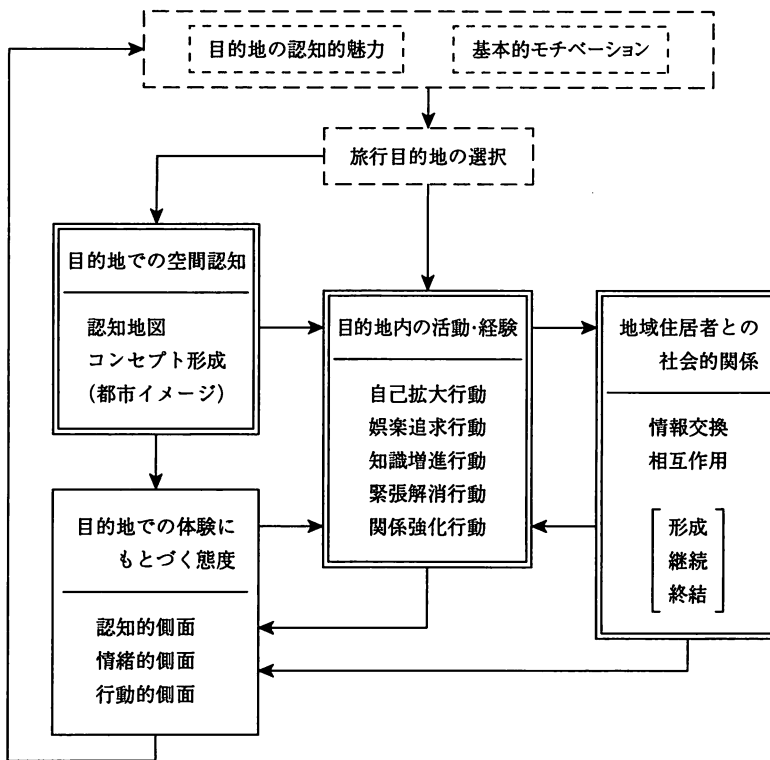 目的地の認知的魅力
基本的モチベーション
旅行目的地の選択
目的地での空間認知
認知地図
コンセプト形成
(都市イメージ)
目的地内の活動・経験
自己拡大行動
娯楽追求行動
知識増進行動
緊張解消行動
関係強化行動
地域住居者との
社会的関係
情報交換
相互作用
形成
継続
終結
目的地での体験に
もとづく態度
認知的側面
情緒的側面
行動的側面